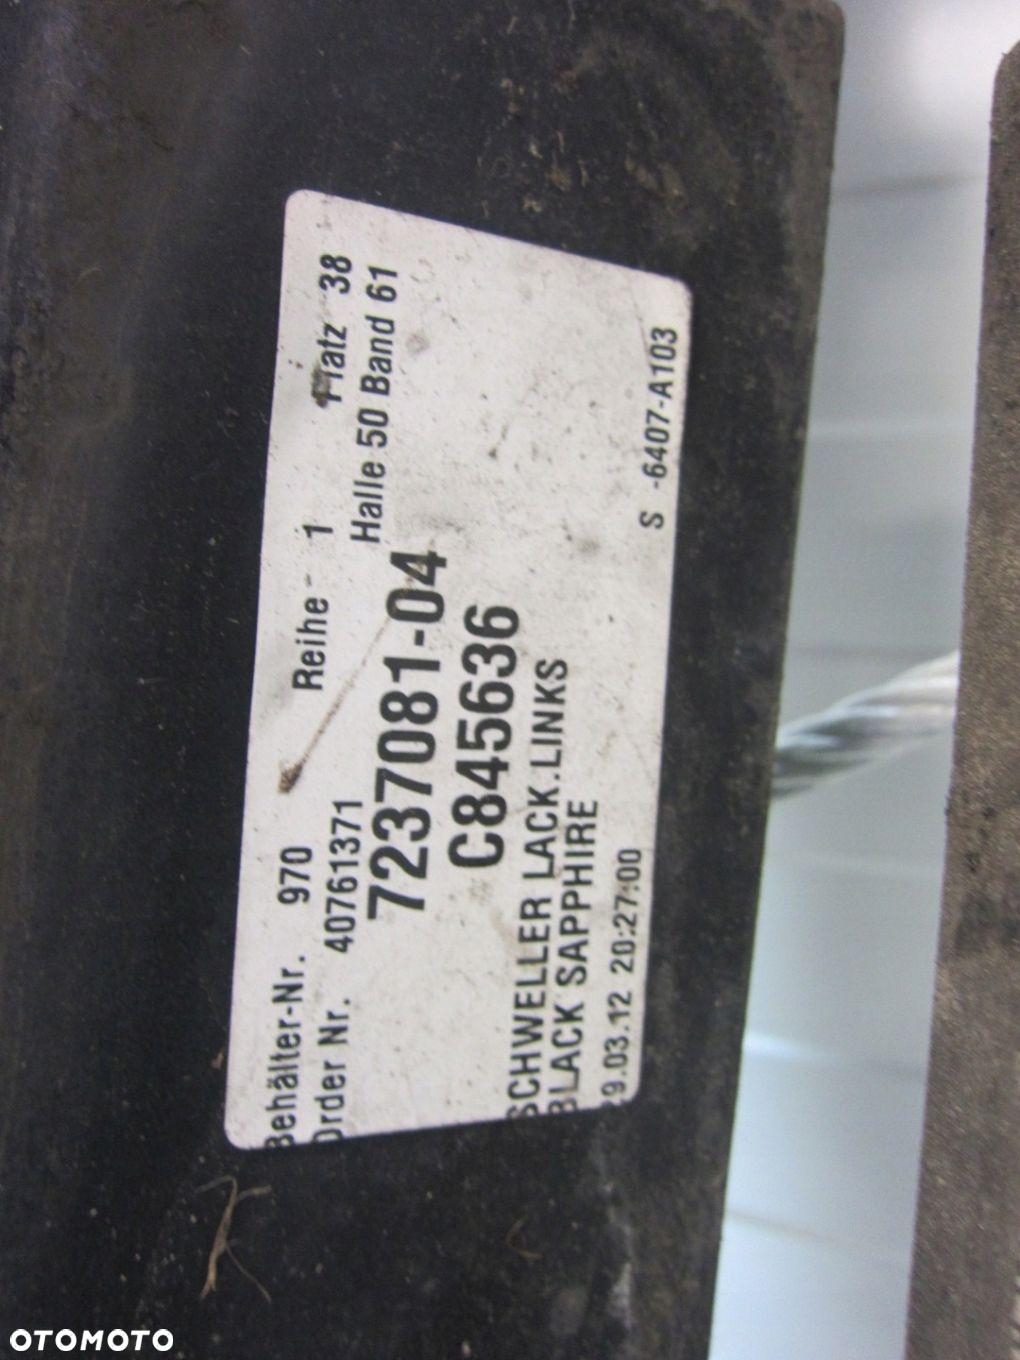 Behälter-Nr. 970 Reihe 1 Platz 38
Order Nr. 40761371 Halle 50 Band 61
7237081-04
C845636
SCHWELLER LACK.LINKS
BLACK SAPPHIRE
29.03.12 20:27:00 S -6407-A103
OTOMOTO